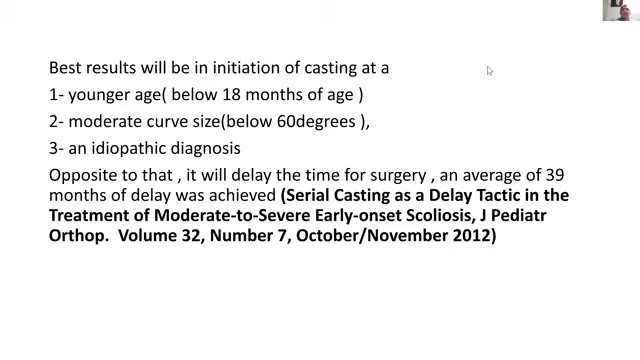 Best results will be in initiation of casting at a
1- younger age( below 18 months of age )
2- moderate curve size(below 60degrees ),
3- an idiopathic diagnosis
Opposite to that , it will delay the time for surgery , an average of 39
months of delay was achieved (Serial Casting as a Delay Tactic in the
Treatment of Moderate-to-Severe Early-onset Scoliosis, J Pediatr
Orthop. Volume 32, Number 7, October/November 2012)